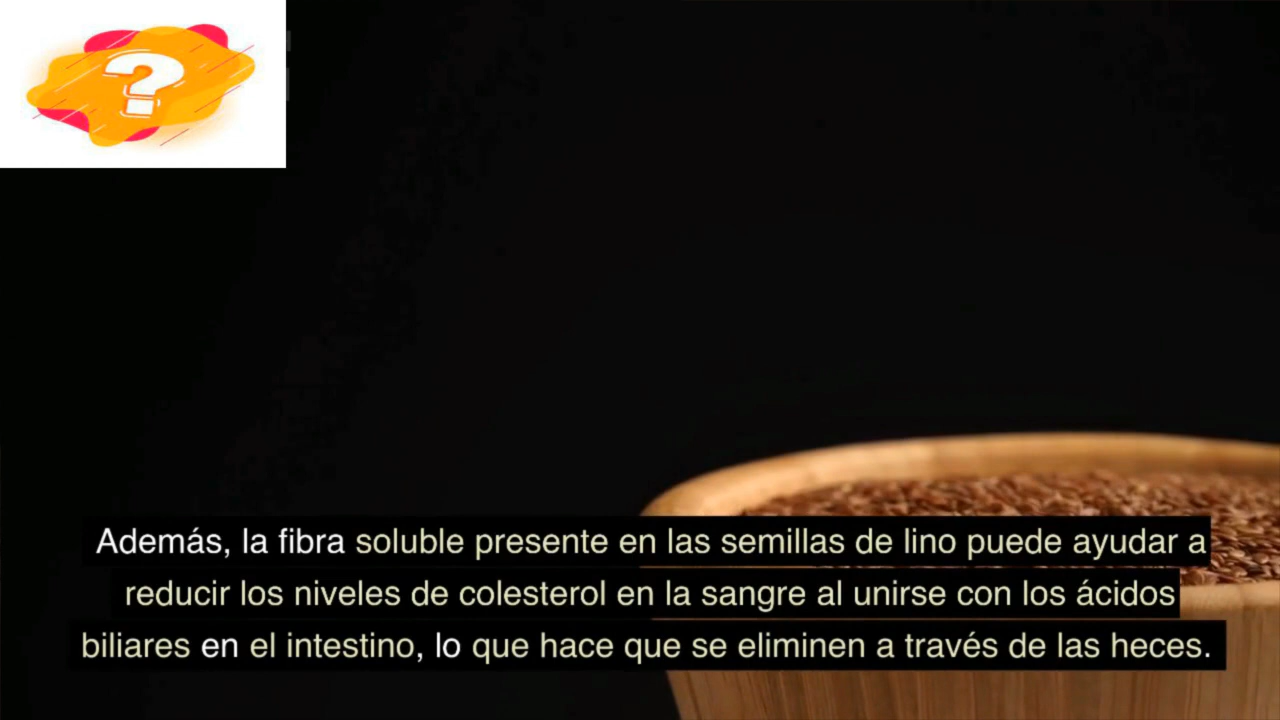 ?
Además, la fibra soluble presente en las semillas de lino puede ayudar a
reducir los niveles de colesterol en la sangre al unirse con los ácidos
biliares en el intestino, lo que hace que se eliminen a través de las heces.